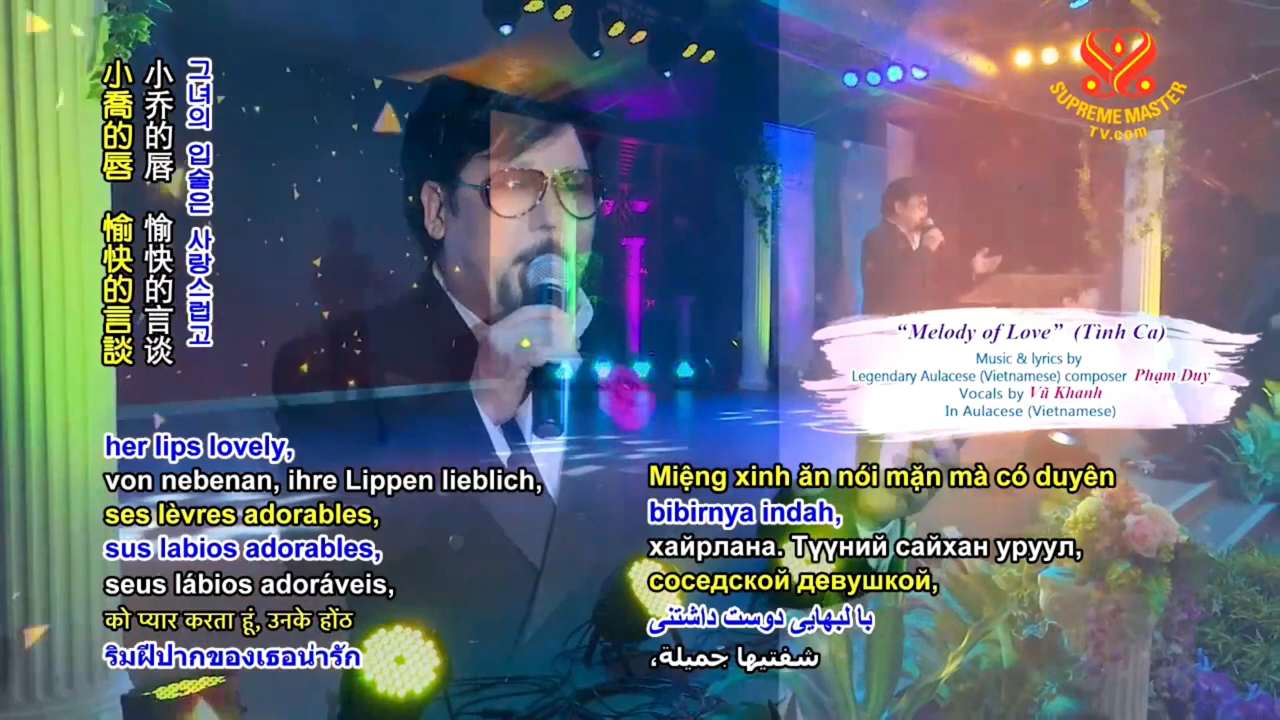 그녀의 입술은 사랑스럽고
小乔的唇 愉快的言谈
小喬的唇 愉快的言談
SUPREME MASTER
TV.com
“Melody of Love” (Tình Ca)
Music & lyrics by
Legendary Aulacese (Vietnamese) composer Phạm Duy
Vocals by Vũ Khanh
In Aulacese (Vietnamese)
her lips lovely,
von nebenan, ihre Lippen lieblich,
ses lèvres adorables,
sus labios adorables,
seus lábios adoráveis,
को प्यार करता हूं, उनके होंठ
ริมฝีปากของเธอน่ารัก
Miệng xinh ăn nói mặn mà có duyên
bibirnya indah,
хайрлана. Түүний сайхан уруул,
соседской девушкой,
با لبهایی دوست داشتنی
شفتيها جميلة،